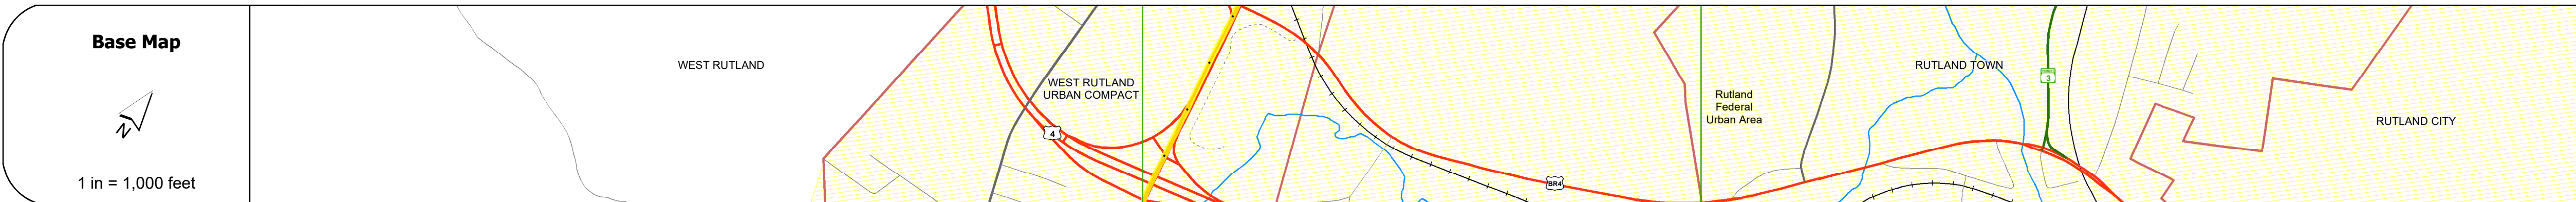 Base Map
N
1 in = 1,000 feet
WEST RUTLAND
WEST RUTLAND
URBAN COMPACT
4
BR4
Rutland
Federal
Urban Area
RUTLAND TOWN
3
RUTLAND CITY